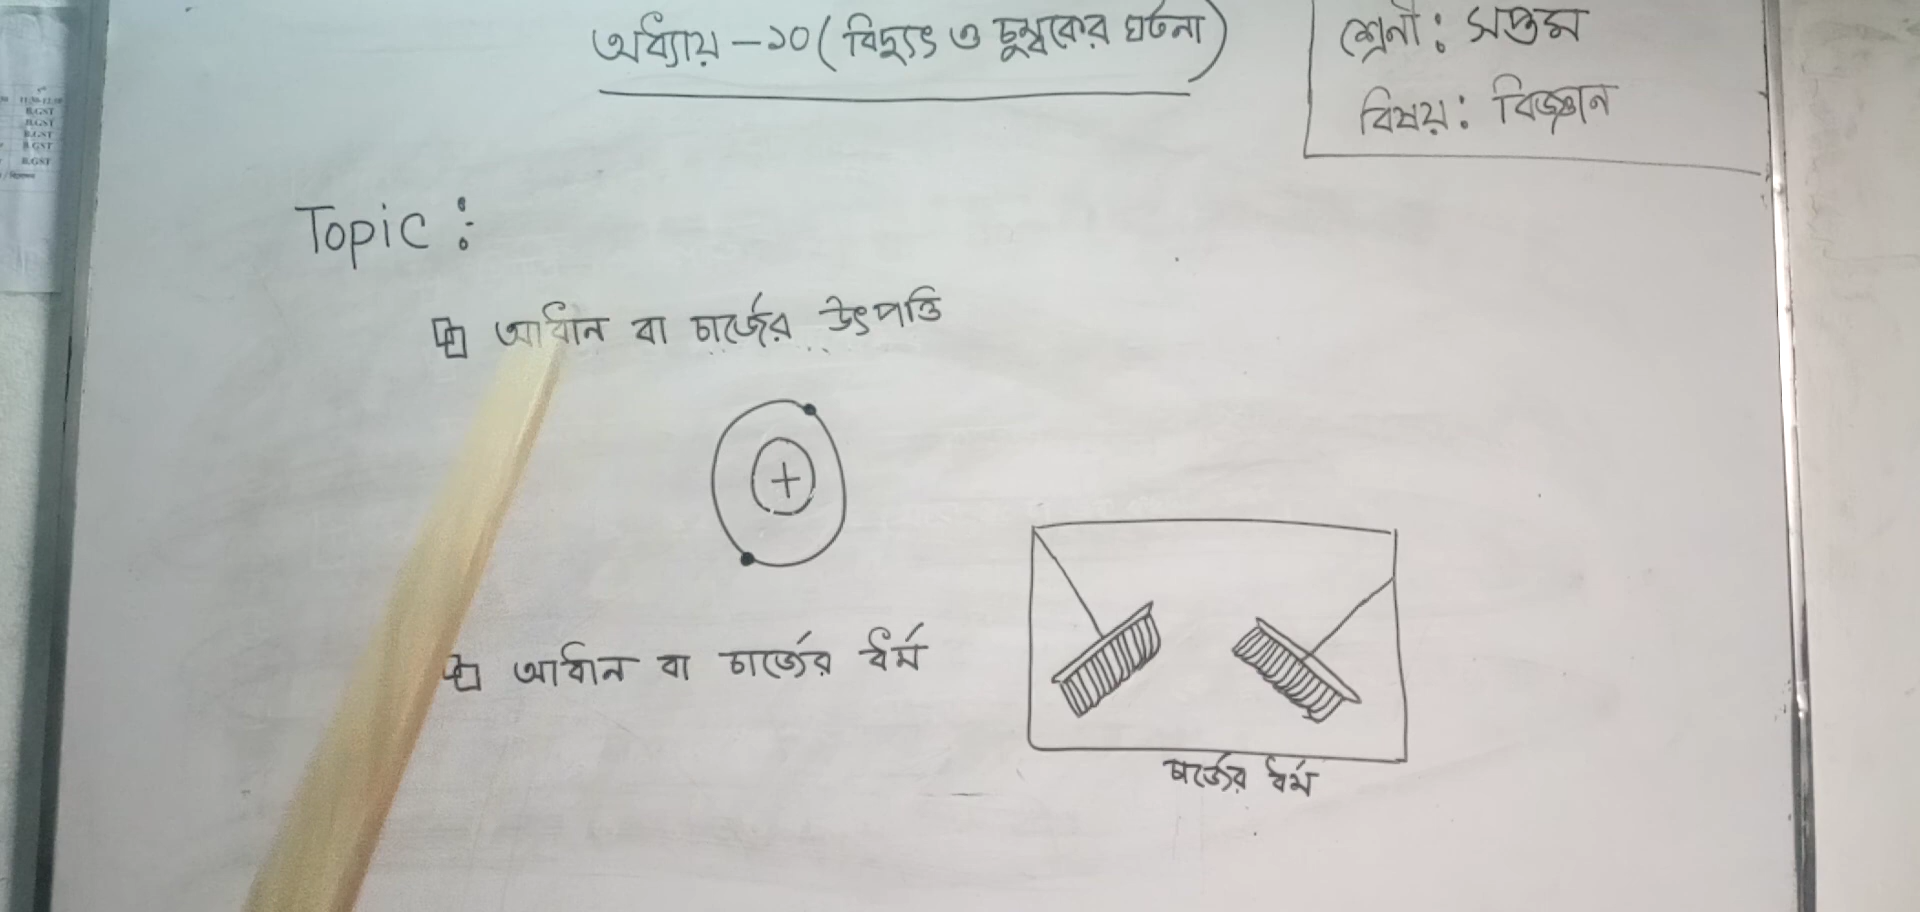 অধ্যায় - ১০ ( বিদ্যুৎ ও চুম্বকের ঘটনা )
শ্রেনী : সপ্তম
বিষয় : বিজ্ঞান
Topic :
আধান বা চার্জের উৎপত্তি
+
আধান বা চার্জের ধর্ম
চার্জের ধর্ম